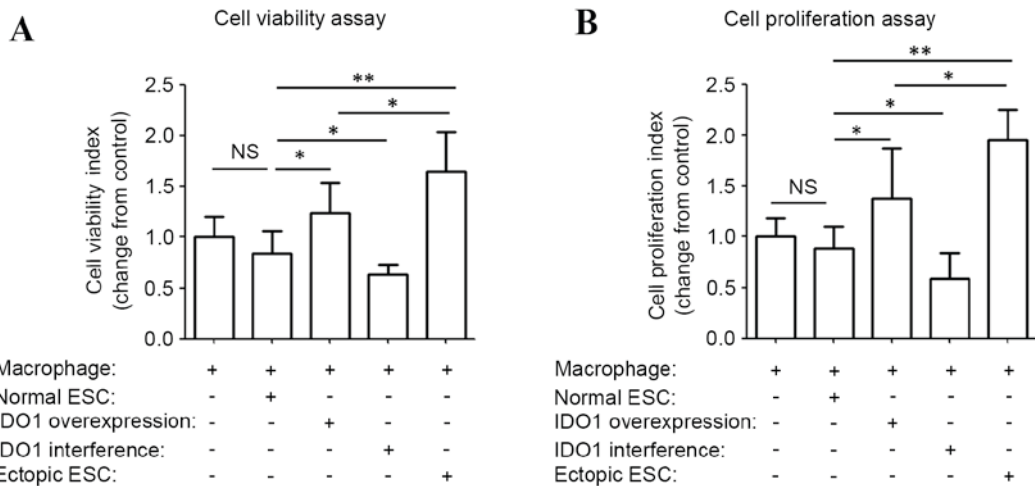 A
Cell viability assay
**
*
*
NS
*
2.5
2.0
1.5
1.0
0.5
0.0
Cell viability index
(change from control)
Macrophage: + + + + +
Normal ESC: - + - - -
IDO1 overexpression: - - + - -
IDO1 interference: - - - + -
Ectopic ESC: - - - - +
B
Cell proliferation assay
**
*
*
*
NS
2.5
2.0
1.5
1.0
0.5
0.0
Cell proliferation index
(change from control)
Macrophage: + + + + +
Normal ESC: - + - - -
IDO1 overexpression: - - + - -
IDO1 interference: - - - + -
Ectopic ESC: - - - - +